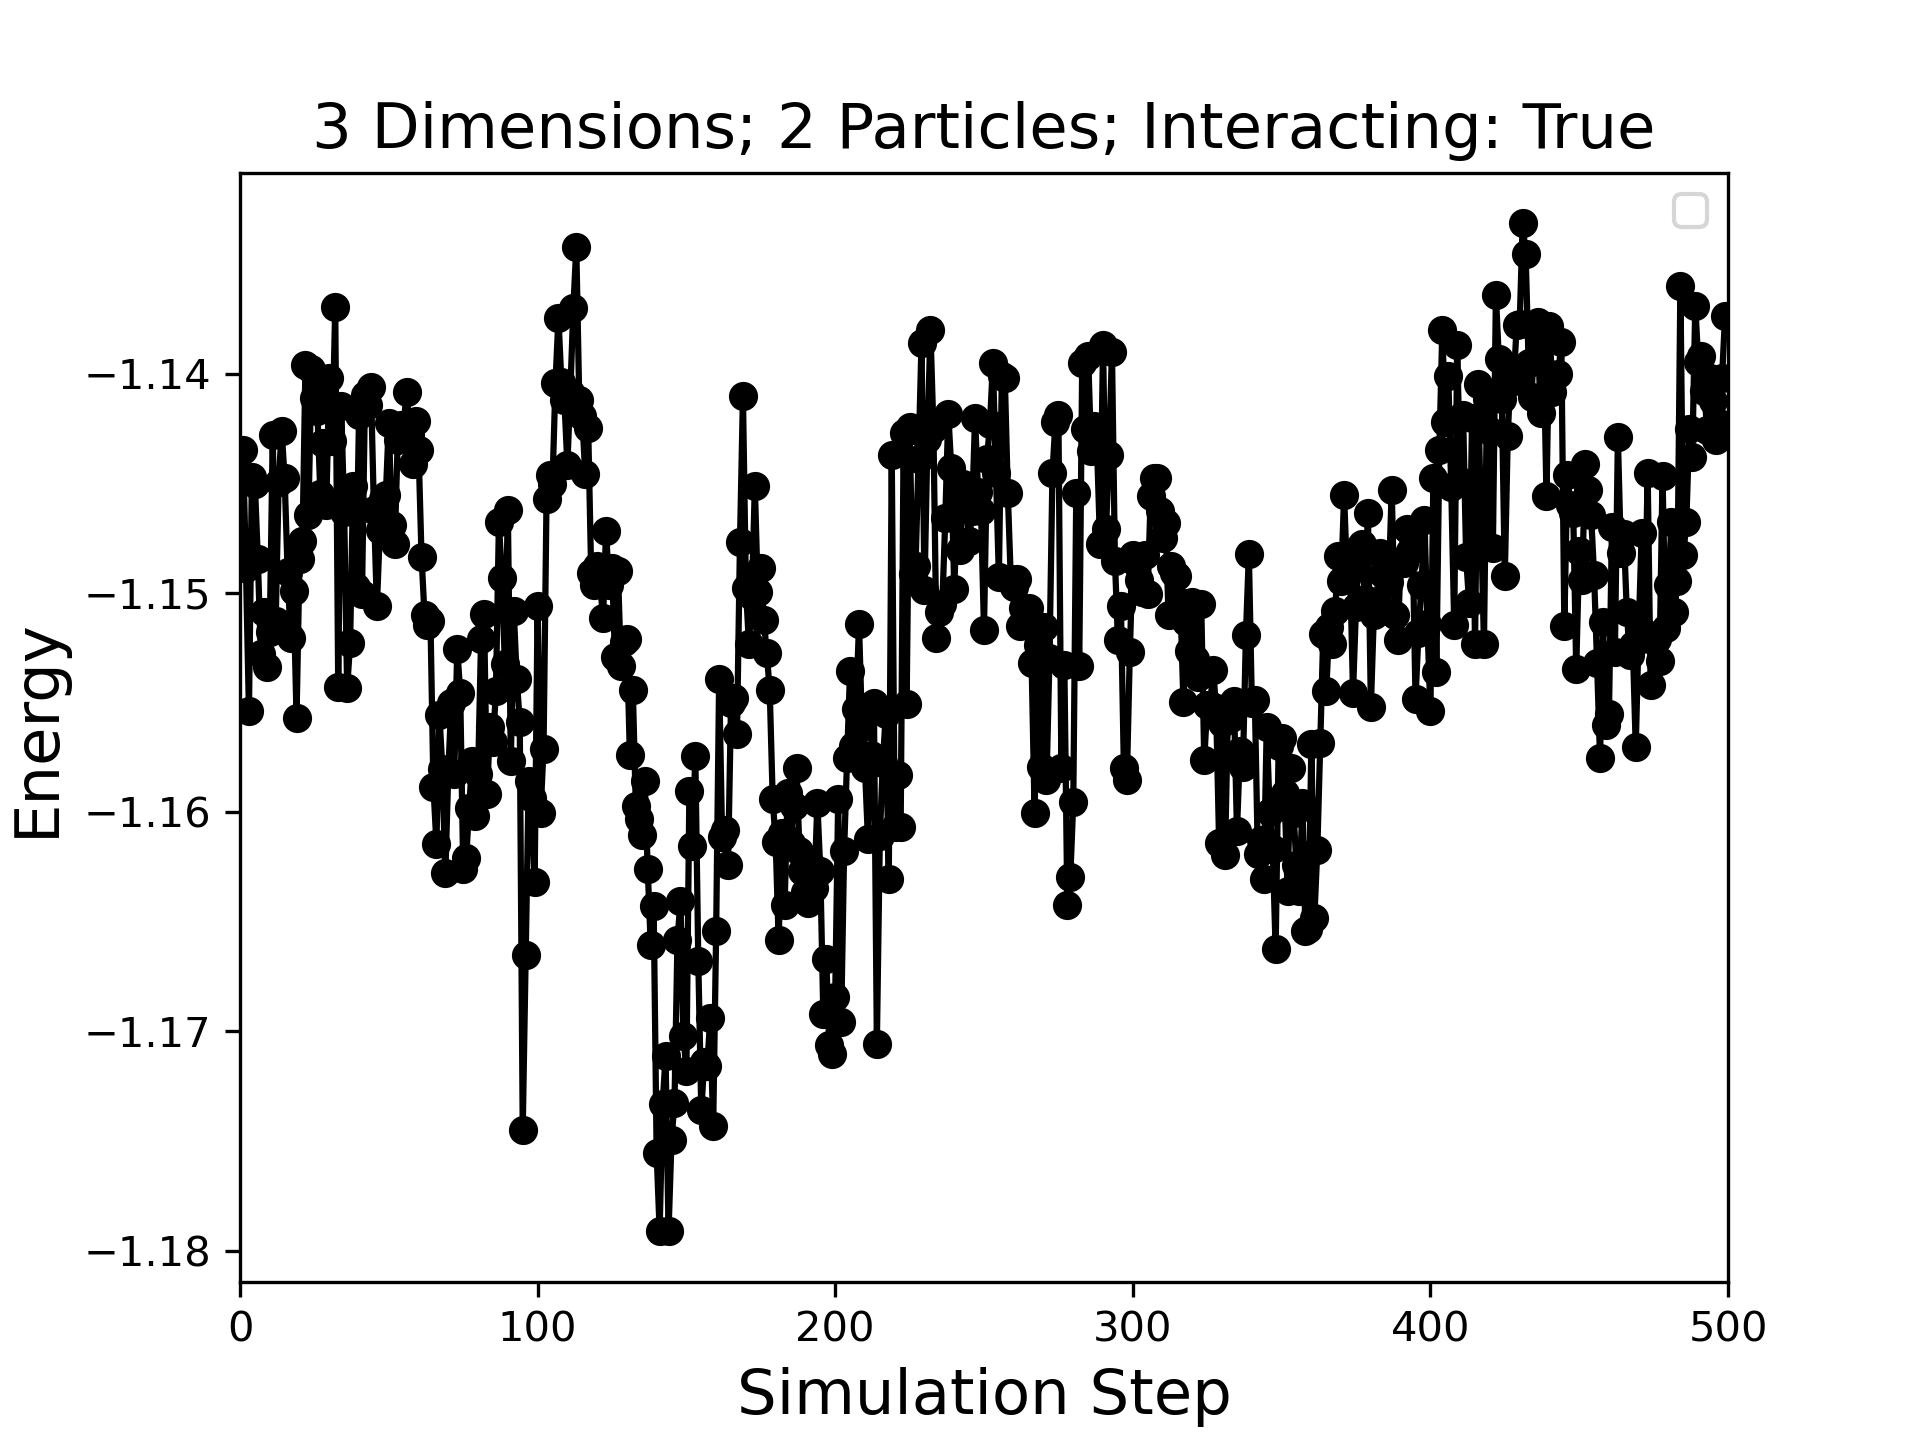 3 Dimensions; 2 Particles; Interacting: True
Energy
−1.14
−1.15
−1.16
−1.17
−1.18
0 100 200 300 400 500
Simulation Step